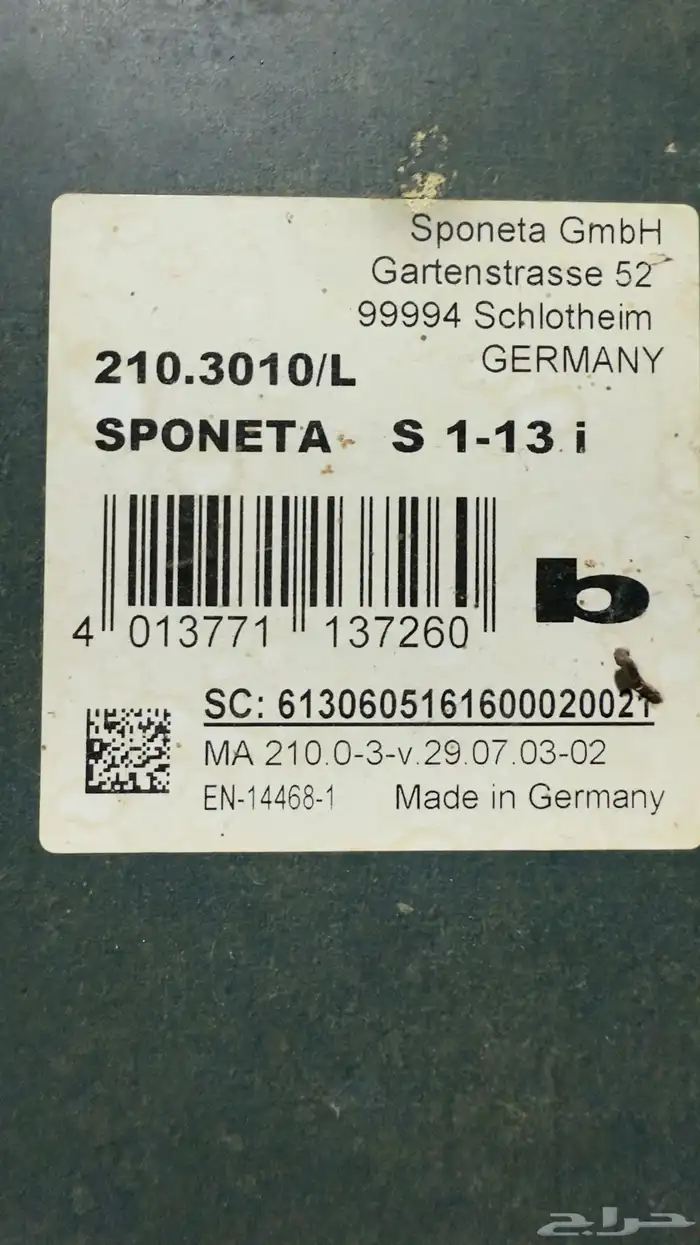 Sponeta GmbH
Gartenstrasse 52
99994 Schlotheim
GERMANY
210.3010/L
SPONETA S 1-13 i
b
4 013771 137260
SC: 6130605161600020021
MA 210.0-3-v.29.07.03-02
EN-14468-1 Made in Germany
حراج